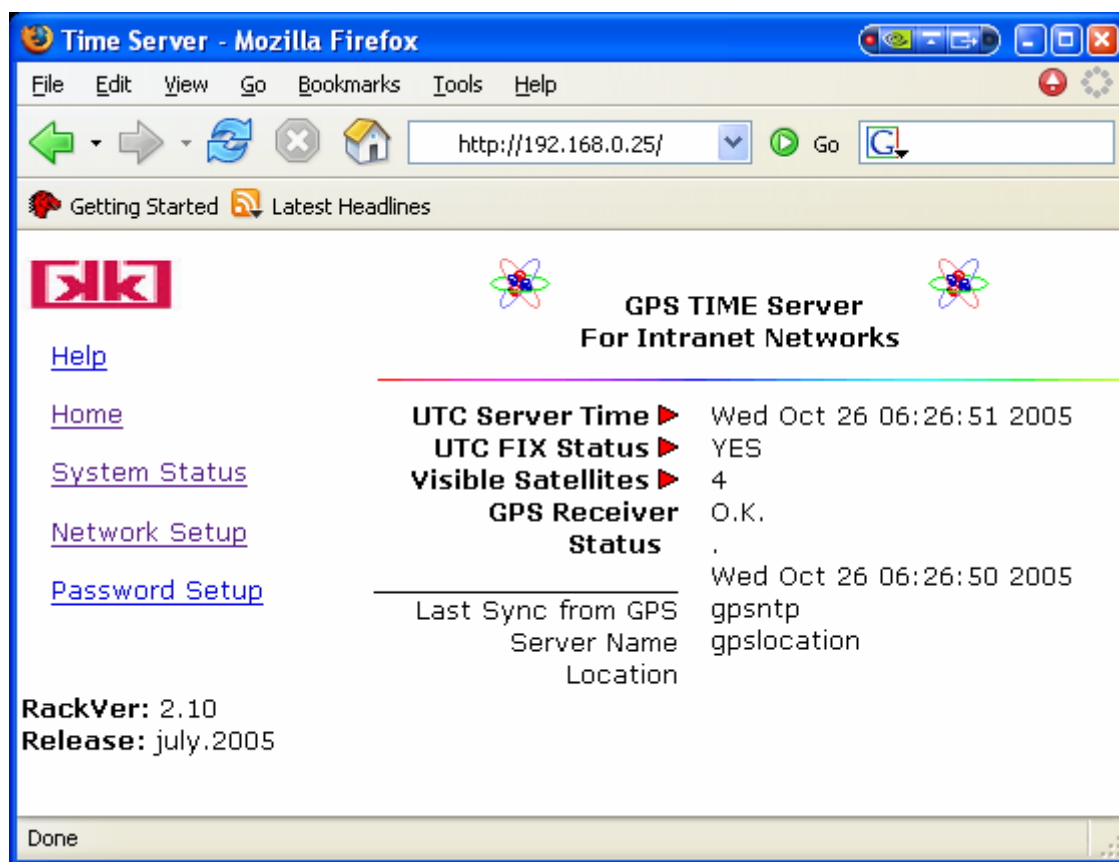 Time Server - Mozilla Firefox
File Edit View Go Bookmarks Tools Help
http://192.168.0.25/ Go G
Getting Started Latest Headlines
GPS TIME Server
For Intranet Networks
Help
Home
System Status
Network Setup
Password Setup
RackVer: 2.10
Release: july.2005
UTC Server Time Wed Oct 26 06:26:51 2005
UTC FIX Status YES
Visible Satellites 4
GPS Receiver O.K.
Status .
Wed Oct 26 06:26:50 2005
Last Sync from GPS gpsntp
Server Name gpslocation
Location
Done